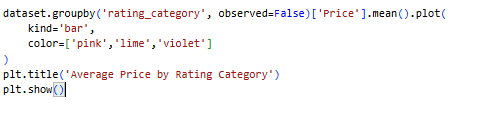 dataset.groupby('rating_category', observed=False)['Price'].mean().plot(
    kind='bar',
    color=['pink','lime','violet']
)
plt.title('Average Price by Rating Category')
plt.show()